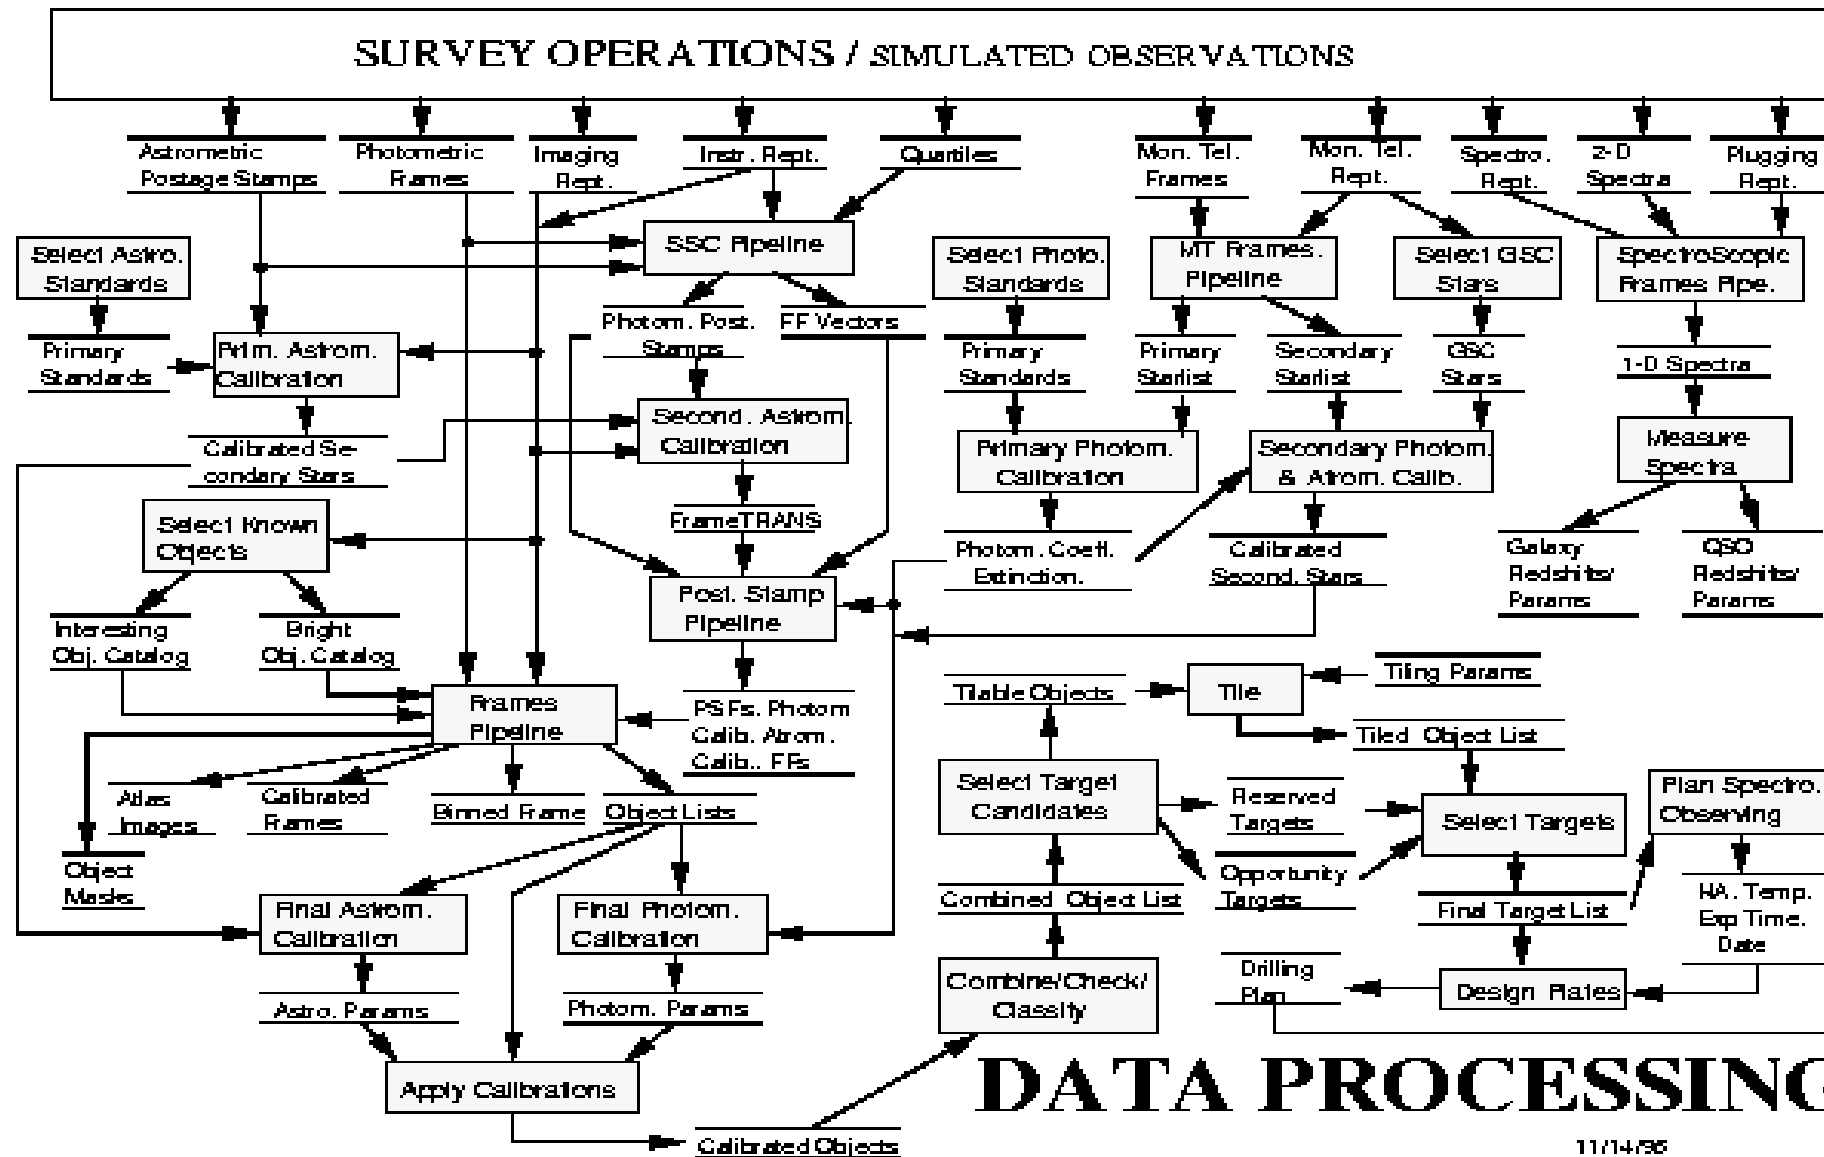 SURVEY OPERATIONS / SIMULATED OBSERVATIONS
Astrometric
Postage Stamps
Photometric
Frames
Imaging
Rept.
Instr. Rept.
Quartiles
Mon. Tel.
Frames
Mon. Tel.
Rept.
Spectro.
Rept.
2-D
Spectra
Plugging
Rept.
Select Astro.
Standards
SSC Pipeline
Select Photo.
Standards
MT Frames.
Pipeline
Select GSC
Stars
SpectroScopic
Frames Pipe.
Primary
Standards
Prim. Astrom.
Calibration
Photom. Post.
Stamps
FF Vectors
Primary
Standards
Primary
Starlist
Secondary
Starlist
GSC
Stars
1-D Spectra
Calibrated Se-
condary Stars
Second. Astrom.
Calibration
Primary Photom.
Calibration
Secondary Photom.
& Atrom. Calib.
Measure
Spectra
Select Known
Objects
FrameTRANS
Photom. Coeff.
Extinction.
Calibrated
Second. Stars
Galaxy
Redshifts/
Params
QSO
Redshifts/
Params
Interesting
Obj. Catalog
Bright
Obj. Catalog
Post. Stamp
Pipeline
Frames
Pipeline
PSFs. Photom
Calib. Atrom.
Calib.. FFs
Tilable Objects
Tile
Tiling Params
Tiled Object List
Atlas
Images
Calibrated
Frames
Binned Frame
Object Lists
Select Target
Candidates
Reserved
Targets
Select Targets
Plan Spectro.
Observing
Object
Masks
Combined Object List
Opportunity
Targets
Final Target List
HA. Temp.
Exp Time.
Date
Final Astrom.
Calibration
Final Photom.
Calibration
Combine/Check/
Classify
Drilling
Plan
Design Plates
Astro. Params
Photom. Params
Apply Calibrations
DATA PROCESSING
Calibrated Objects
11/14/96